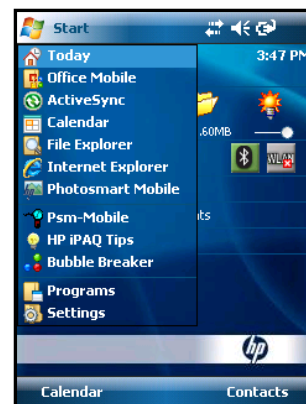 Start
Today
3:47 PM
Office Mobile
ActiveSync
Calendar
.60MB
File Explorer
Internet Explorer
WLAN
Photosmart Mobile
Psm-Mobile
HP iPAQ Tips
Bubble Breaker
Programs
Settings
hp
Calendar
Contacts